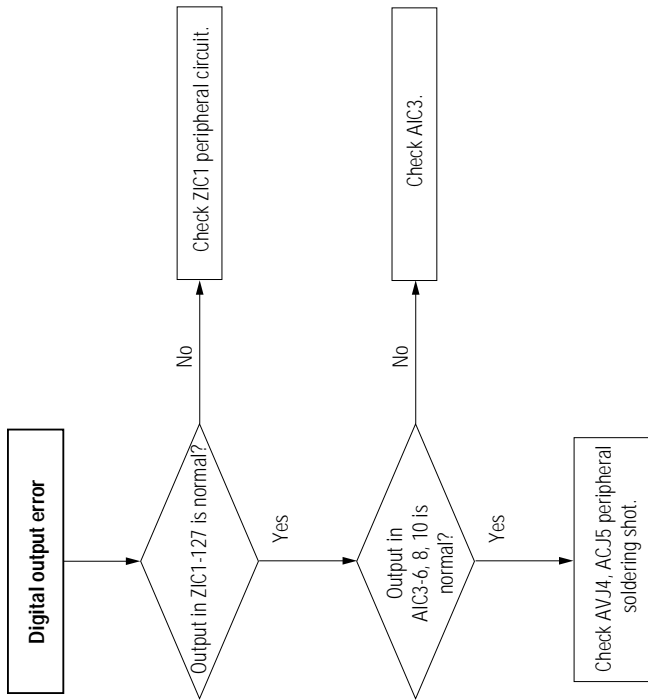 Digital output error
Output in ZIC1-127 is normal?
No
Check ZIC1 peripheral circuit.
Yes
Output in
AIC3-6, 8, 10 is
normal?
No
Check AIC3.
Yes
Check AVJ4, ACJ5 peripheral
soldering shot.